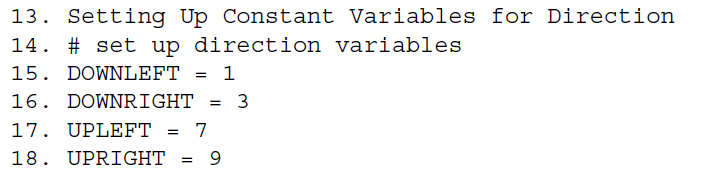 13. Setting Up Constant Variables for Direction
14. # set up direction variables
15. DOWNLEFT = 1
16. DOWNRIGHT = 3
17. UPLEFT = 7
18. UPRIGHT = 9